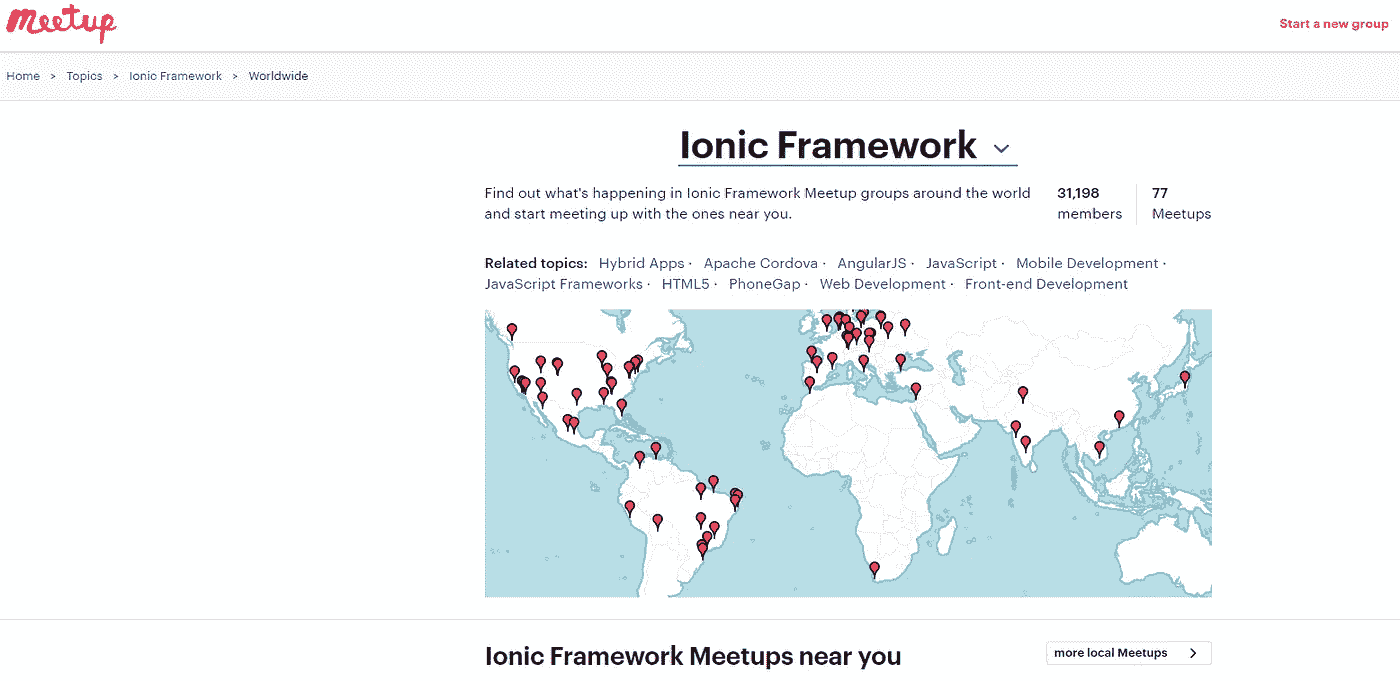 Meetup
Start a new group
Home > Topics > Ionic Framework > Worldwide
Ionic Framework
Find out what's happening in Ionic Framework Meetup groups around the world
and start meeting up with the ones near you.
31,198
members
77
Meetups
Related topics: Hybrid Apps · Apache Cordova · AngularJS · JavaScript · Mobile Development ·
JavaScript Frameworks · HTML5 · PhoneGap · Web Development · Front-end Development
Ionic Framework Meetups near you
more local Meetups >